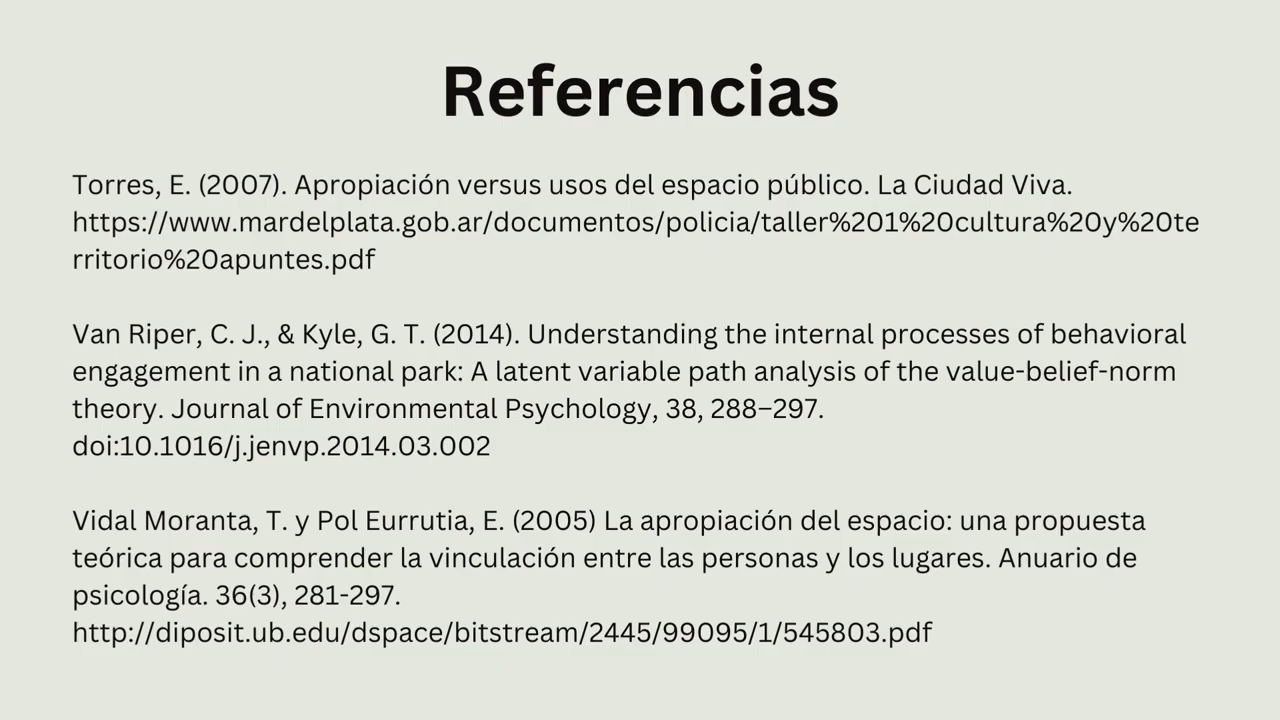 Referencias
Torres, E. (2007). Apropiación versus usos del espacio público. La Ciudad Viva.
https://www.mardelplata.gob.ar/documentos/policia/taller%201%20cultura%20y%20te
rritorio%20apuntes.pdf
Van Riper, C. J., & Kyle, G. T. (2014). Understanding the internal processes of behavioral
engagement in a national park: A latent variable path analysis of the value-belief-norm
theory. Journal of Environmental Psychology, 38, 288–297.
doi:10.1016/j.jenvp.2014.03.002
Vidal Moranta, T. y Pol Eurrutia, E. (2005) La apropiación del espacio: una propuesta
teórica para comprender la vinculación entre las personas y los lugares. Anuario de
psicología. 36(3), 281-297.
http://diposit.ub.edu/dspace/bitstream/2445/99095/1/545803.pdf